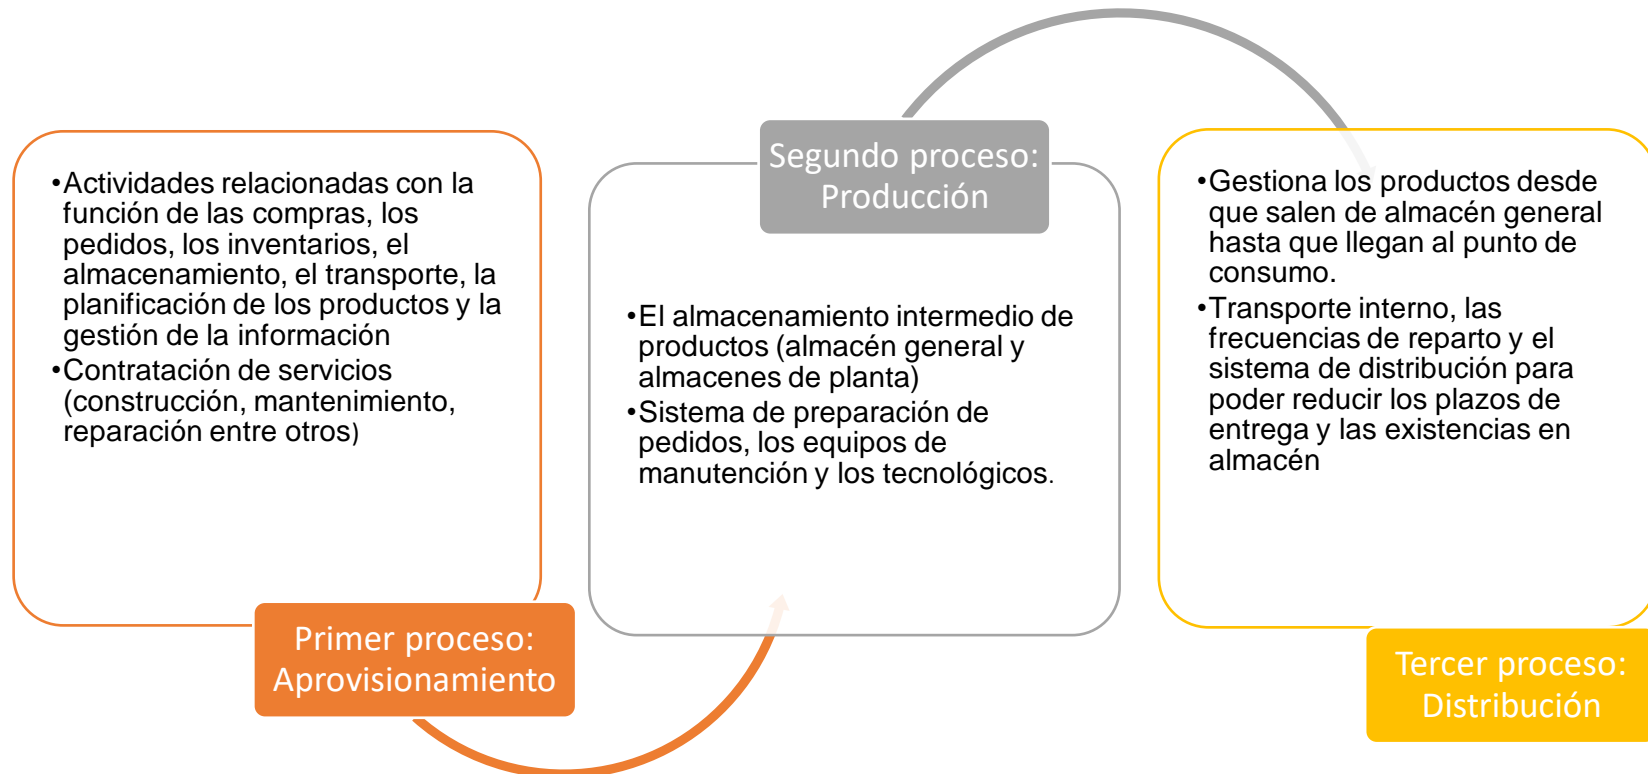 •Actividades relacionadas con la
función de las compras, los
pedidos, los inventarios, el
almacenamiento, el transporte, la
planificación de los productos y la
gestión de la información
•Contratación de servicios
(construcción, mantenimiento,
reparación entre otros)
Primer proceso:
Aprovisionamiento
Segundo proceso:
Producción
•El almacenamiento intermedio de
productos (almacén general y
almacenes de planta)
•Sistema de preparación de
pedidos, los equipos de
manutención y los tecnológicos.
•Gestiona los productos desde
que salen de almacén general
hasta que llegan al punto de
consumo.
•Transporte interno, las
frecuencias de reparto y el
sistema de distribución para
poder reducir los plazos de
entrega y las existencias en
almacén
Tercer proceso:
Distribución